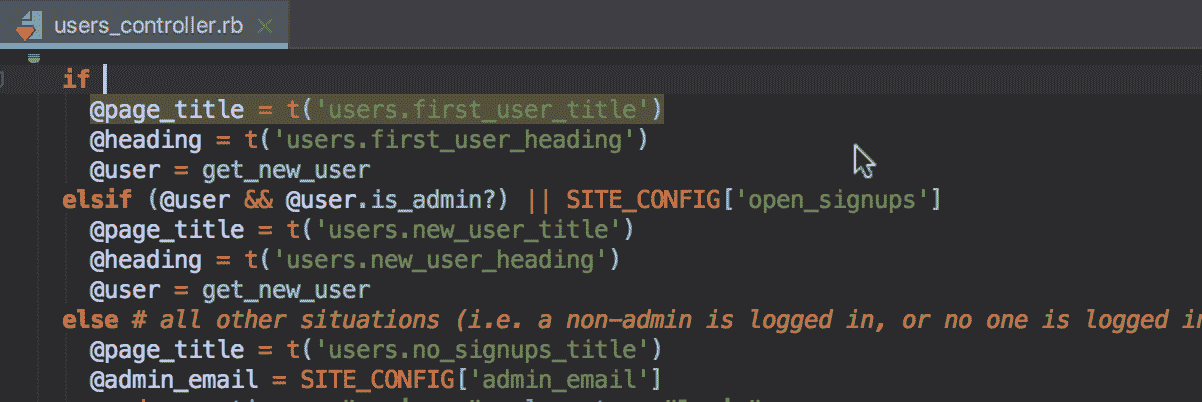 users_controller.rb
if
@page_title = t('users.first_user_title')
@heading = t('users.first_user_heading')
@user = get_new_user
elsif (@user && @user.is_admin?) || SITE_CONFIG['open_signups']
@page_title = t('users.new_user_title')
@heading = t('users.new_user_heading')
@user = get_new_user
else # all other situations (i.e. a non-admin is logged in, or no one is logged in
@page_title = t('users.no_signups_title')
@admin_email = SITE_CONFIG['admin_email']